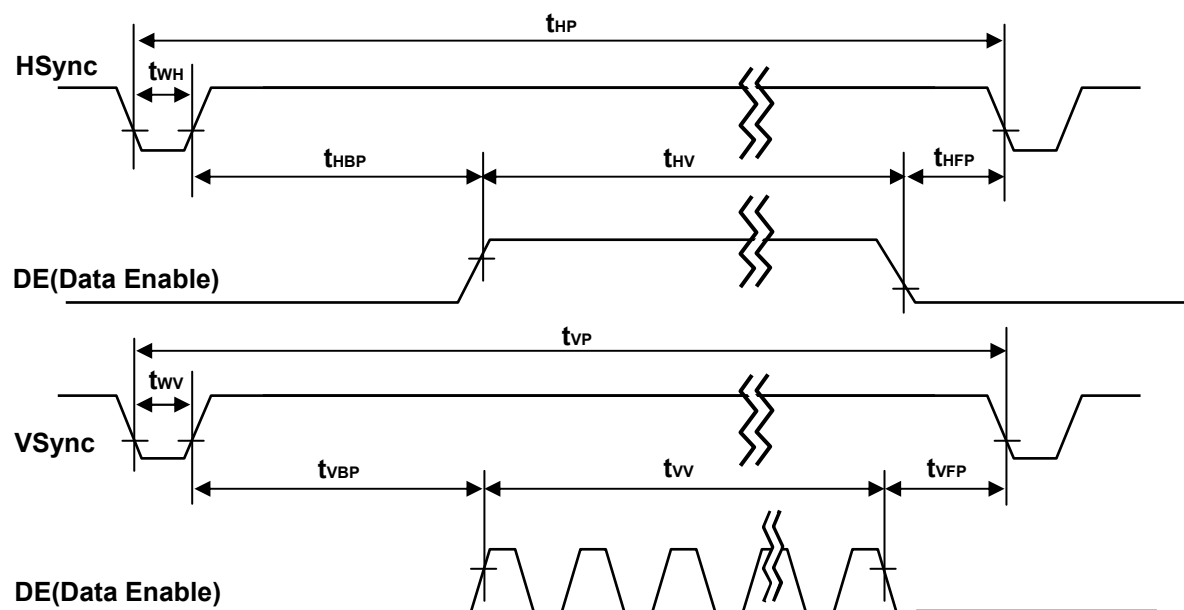 tHP
HSync
tWH
tHBP
tHV
tHFP
DE(Data Enable)
tVP
tWV
VSync
tVBP
tVV
tVFP
DE(Data Enable)